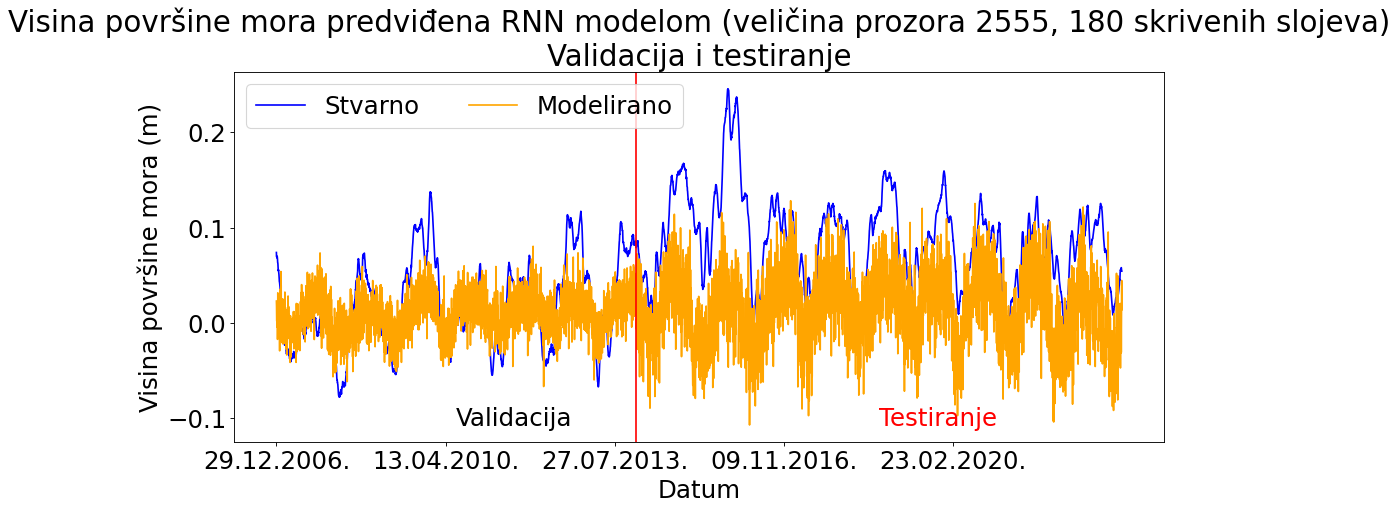 Visina površine mora predviđena RNN modelom (veličina prozora 2555, 180 skrivenih slojeva)
Validacija i testiranje
Stvarno
Modelirano
Visina površine mora (m)
0.2
0.1
0.0
−0.1
Validacija
Testiranje
29.12.2006.
13.04.2010.
27.07.2013.
09.11.2016.
23.02.2020.
Datum